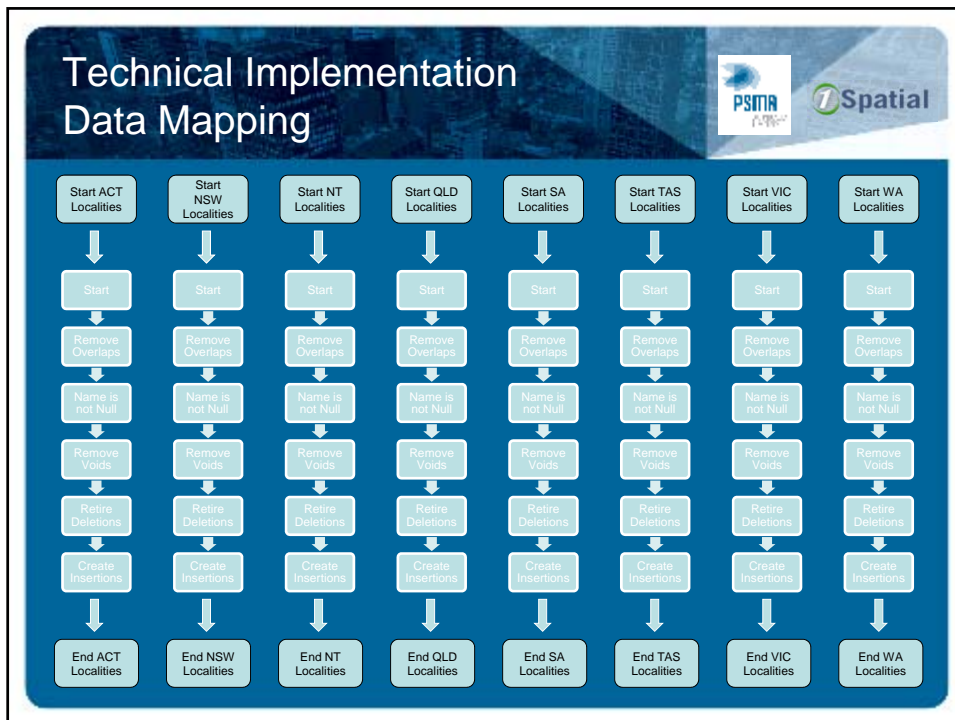 Technical Implementation
Data Mapping
PSMA
1Spatial
Start ACT Localities
Start NSW Localities
Start NT Localities
Start QLD Localities
Start SA Localities
Start TAS Localities
Start VIC Localities
Start WA Localities
Start
Start
Start
Start
Start
Start
Start
Start
Remove Overlaps
Remove Overlaps
Remove Overlaps
Remove Overlaps
Remove Overlaps
Remove Overlaps
Remove Overlaps
Remove Overlaps
Name is not Null
Name is not Null
Name is not Null
Name is not Null
Name is not Null
Name is not Null
Name is not Null
Name is not Null
Remove Voids
Remove Voids
Remove Voids
Remove Voids
Remove Voids
Remove Voids
Remove Voids
Remove Voids
Retire Deletions
Retire Deletions
Retire Deletions
Retire Deletions
Retire Deletions
Retire Deletions
Retire Deletions
Retire Deletions
Create Insertions
Create Insertions
Create Insertions
Create Insertions
Create Insertions
Create Insertions
Create Insertions
Create Insertions
End ACT Localities
End NSW Localities
End NT Localities
End QLD Localities
End SA Localities
End TAS Localities
End VIC Localities
End WA Localities